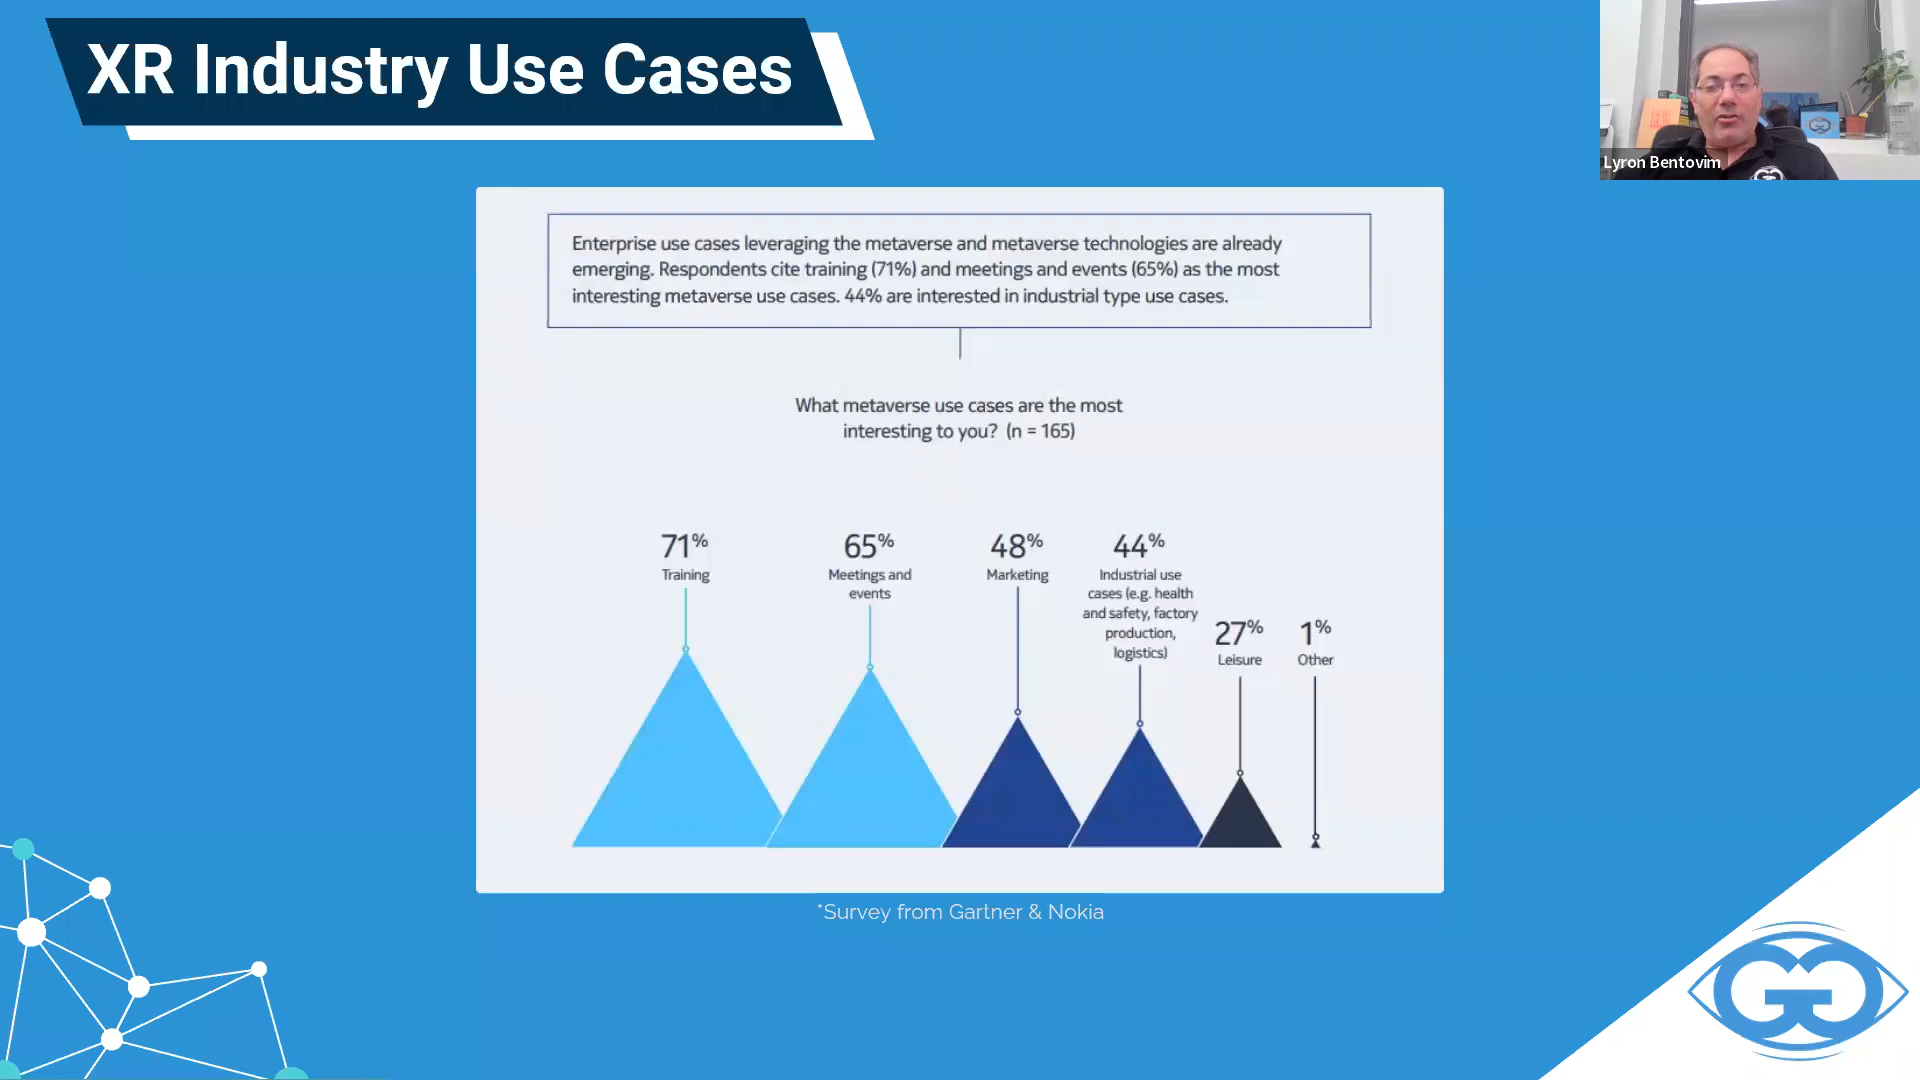 XR Industry Use Cases
Lyron Bentovim
Enterprise use cases leveraging the metaverse and metaverse technologies are already
emerging. Respondents cite training (71%) and meetings and events (65%) as the most
interesting metaverse use cases. 44% are interested in industrial type use cases.
What metaverse use cases are the most
interesting to you? (n = 165)
71%
Training
65%
Meetings and
events
48%
Marketing
44%
Industrial use
cases (e.g. health
and safety, factory
production,
logistics)
27%
Leisure
1%
Other
*Survey from Gartner & Nokia